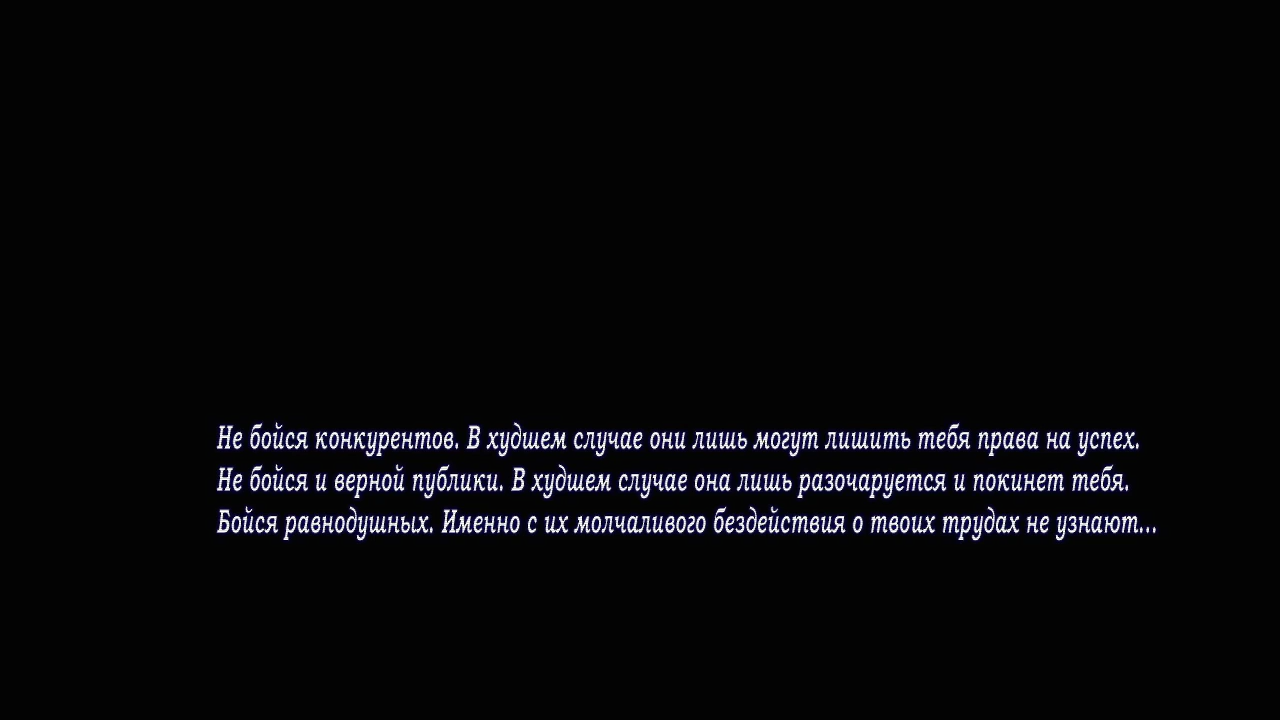 Не бойся конкурентов. В худшем случае они лишь могут лишить тебя права на успех.
Не бойся и верной публики. В худшем случае она лишь разочаруется и покинет тебя.
Бойся равнодушных. Именно с их молчаливого бездействия о твоих трудах не узнают...